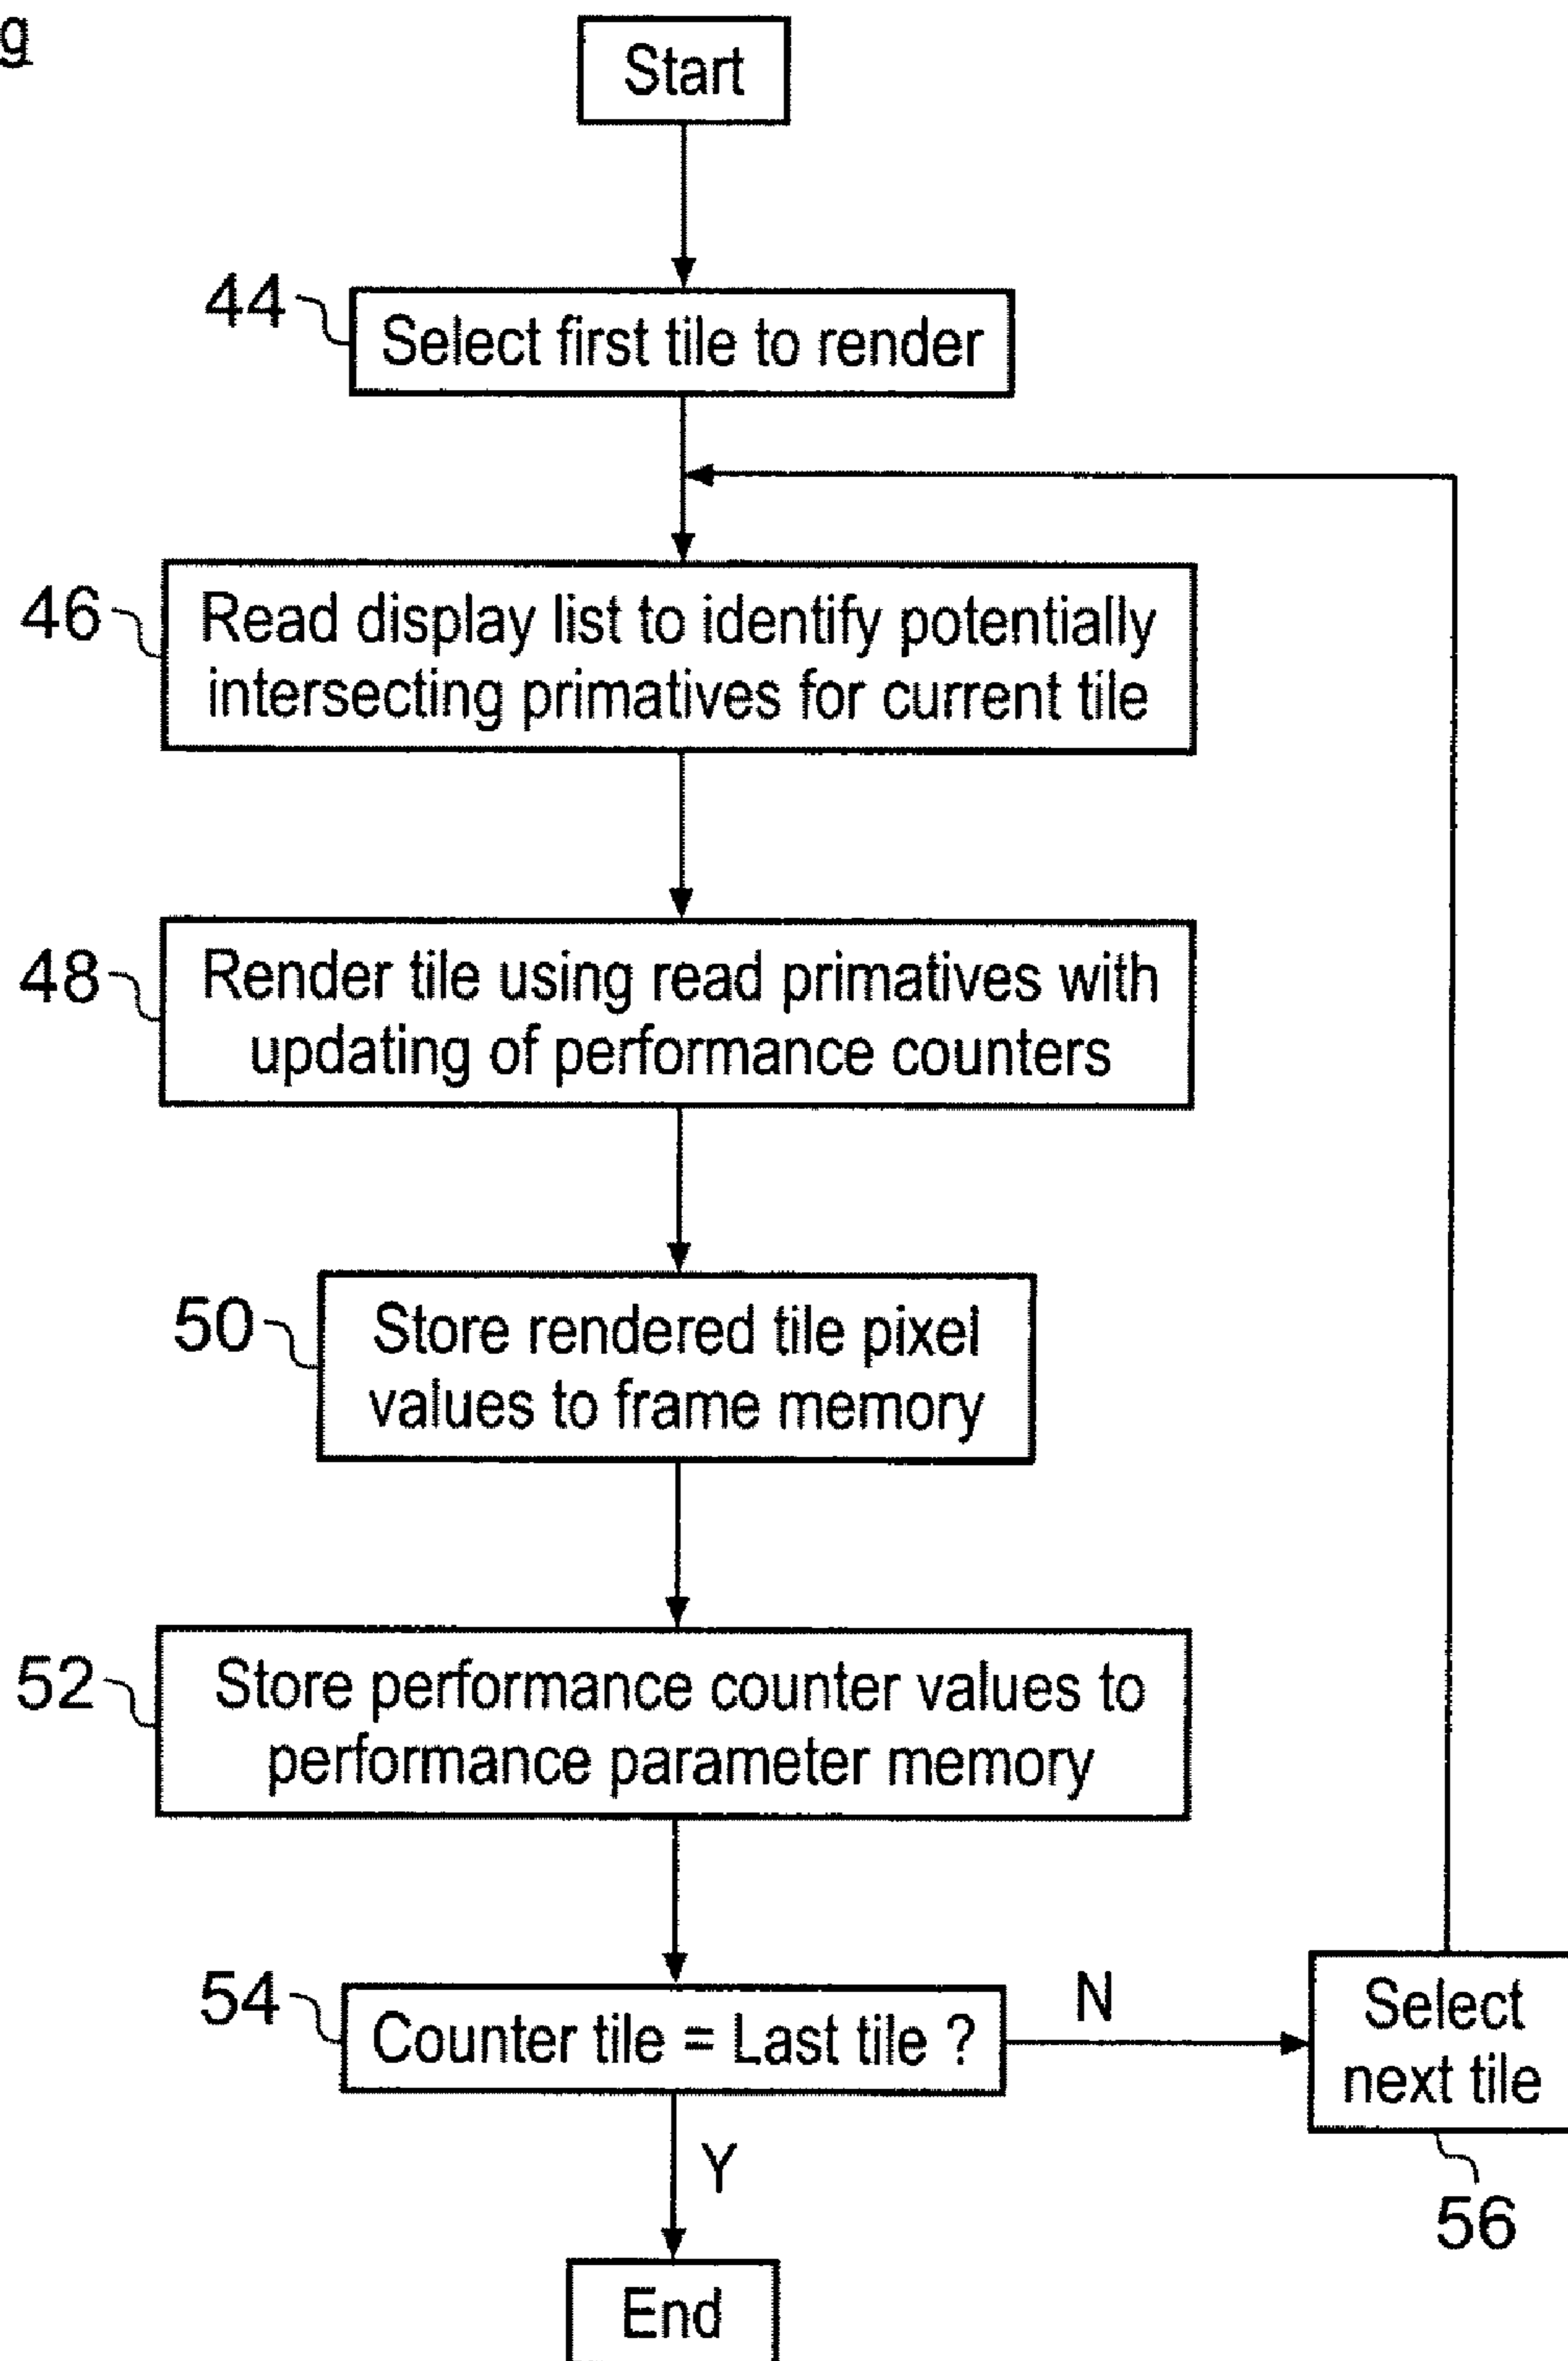 g
Start
44
Select first tile to render
46
Read display list to identify potentially
intersecting primatives for current tile
48
Render tile using read primatives with
updating of performance counters
50
Store rendered tile pixel
values to frame memory
52
Store performance counter values to
performance parameter memory
54
Counter tile = Last tile ?
N
Select
next tile
Y
56
End